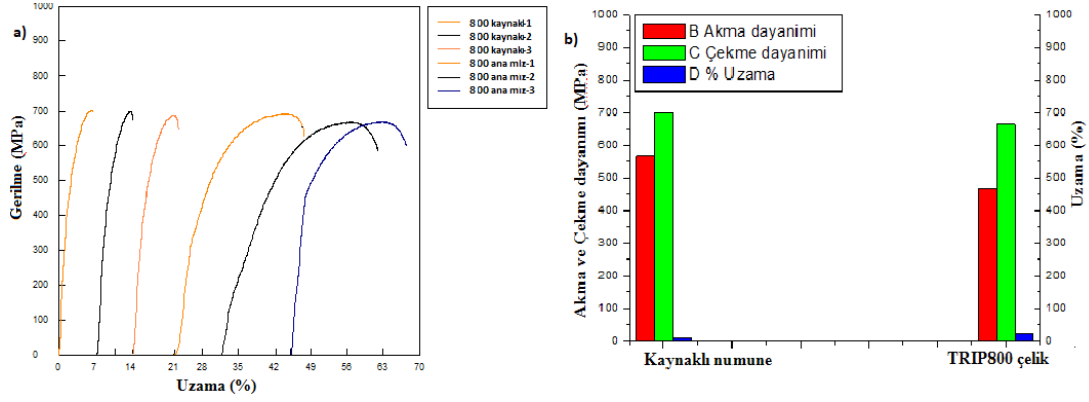 a)
1000
900
800
700
600
500
400
300
200
100
0
Gerilme (MPa)
0 7 14 21 28 35 42 49 56 63 70
Uzama (%)
800 kaynak-1
800 kaynak-2
800 kaynak-3
800 ana mlz-1
800 ana mız-2
800 ana mız-3
b)
1000
900
800
700
600
500
400
300
200
100
0
Akma ve Çekme dayanımı (MPa)
B Akma dayanimi
C Çekme dayanimi
D % Uzama
1000
900
800
700
600
500
400
300
200
100
0
Uzama (%)
Kaynaklı numune
TRIP800 çelik